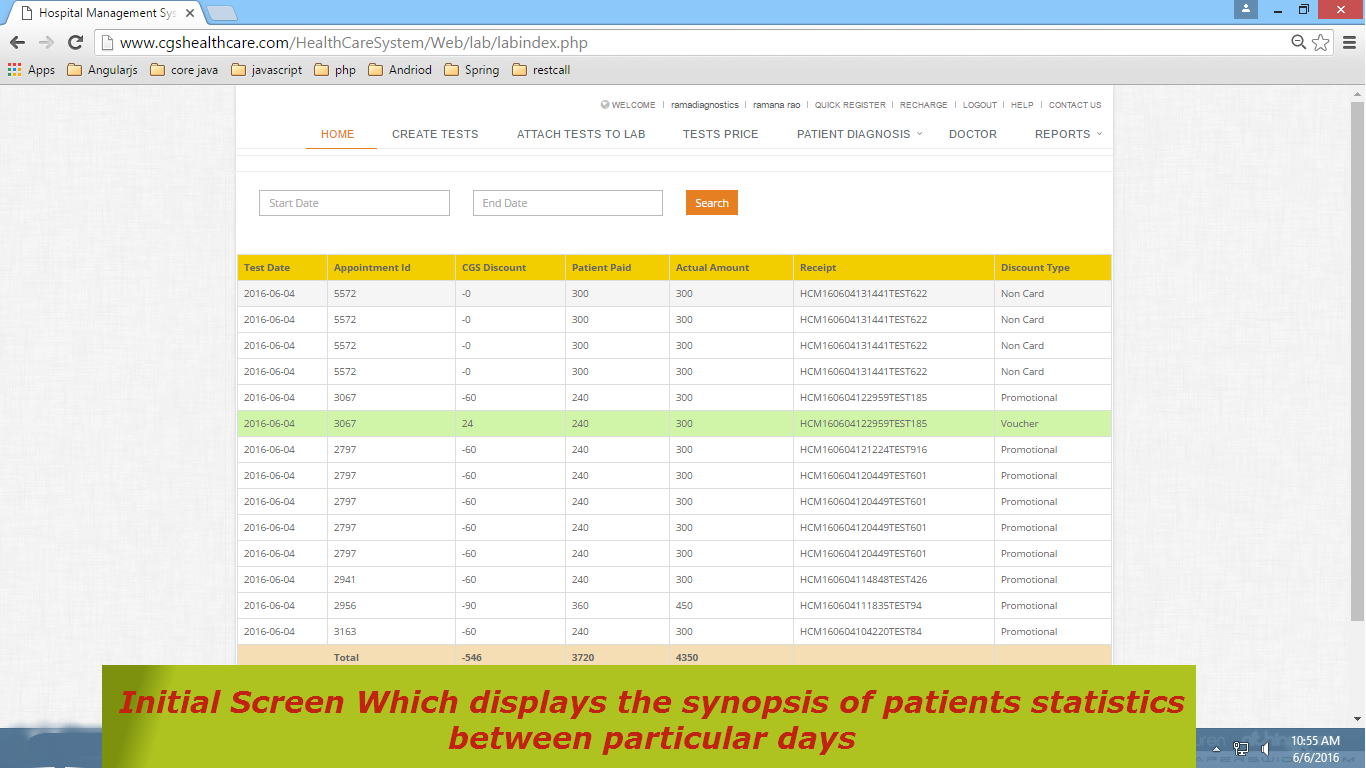 Hospital Management Sys
www.cgshealthcare.com/HealthCareSystem/Web/lab/labindex.php
Apps Angularjs core java javascript php Andriod Spring restcall
WELCOME | ramadiagnostics | ramana rao | QUICK REGISTER | RECHARGE | LOGOUT | HELP | CONTACT US
HOME CREATE TESTS ATTACH TESTS TO LAB TESTS PRICE PATIENT DIAGNOSIS DOCTOR REPORTS
Start Date End Date Search
Test Date Appointment Id CGS Discount Patient Paid Actual Amount Receipt Discount Type
2016-06-04 5572 -0 300 300 HCM160604131441TEST622 Non Card
2016-06-04 5572 -0 300 300 HCM160604131441TEST622 Non Card
2016-06-04 5572 -0 300 300 HCM160604131441TEST622 Non Card
2016-06-04 5572 -0 300 300 HCM160604131441TEST622 Non Card
2016-06-04 3067 -60 240 300 HCM160604122959TEST185 Promotional
2016-06-04 3067 24 240 300 HCM160604122959TEST185 Voucher
2016-06-04 2797 -60 240 300 HCM160604121224TEST916 Promotional
2016-06-04 2797 -60 240 300 HCM160604120449TEST601 Promotional
2016-06-04 2797 -60 240 300 HCM160604120449TEST601 Promotional
2016-06-04 2797 -60 240 300 HCM160604120449TEST601 Promotional
2016-06-04 2797 -60 240 300 HCM160604120449TEST601 Promotional
2016-06-04 2941 -60 240 300 HCM160604114848TEST426 Promotional
2016-06-04 2956 -90 360 450 HCM160604111835TEST94 Promotional
2016-06-04 3163 -60 240 300 HCM160604104220TEST84 Promotional
Total -546 3720 4350
Initial Screen Which displays the synopsis of patients statistics
between particular days
10:55 AM
6/6/2016